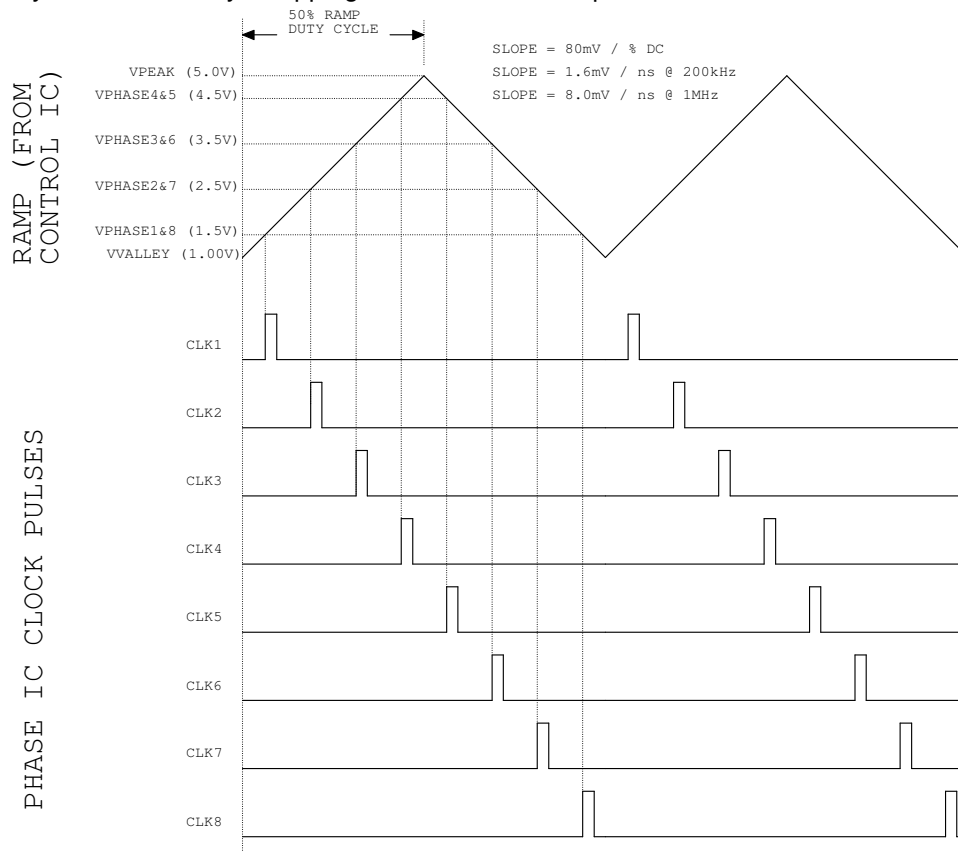 50% RAMP
DUTY CYCLE
SLOPE = 80mV / % DC
SLOPE = 1.6mV / ns @ 200kHz
SLOPE = 8.0mV / ns @ 1MHz
RAMP (FROM
CONTROL IC)
VPEAK (5.0V)
VPHASE4&5 (4.5V)
VPHASE3&6 (3.5V)
VPHASE2&7 (2.5V)
VPHASE1&8 (1.5V)
VVALLEY (1.00V)
PHASE IC CLOCK PULSES
CLK1
CLK2
CLK3
CLK4
CLK5
CLK6
CLK7
CLK8